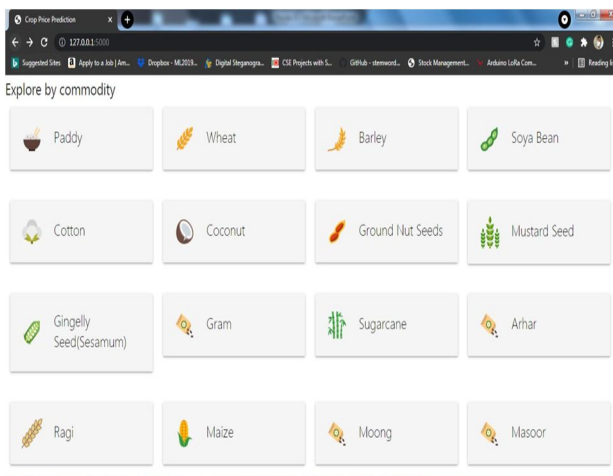 Crop Price Prediction
127.0.0.1:5000
Suggested Sites
Apply to a Job | Am...
Dropbox - ML2019...
Digital Steganogra...
CSE Projects with S...
GitHub - stemword...
Stock Management...
Arduino LoRa Com...
»
Reading li
Explore by commodity
Paddy
Wheat
Barley
Soya Bean
Cotton
Coconut
Ground Nut Seeds
Mustard Seed
Gingelly
Seed(Sesamum)
Gram
Sugarcane
Arhar
Ragi
Maize
Moong
Masoor